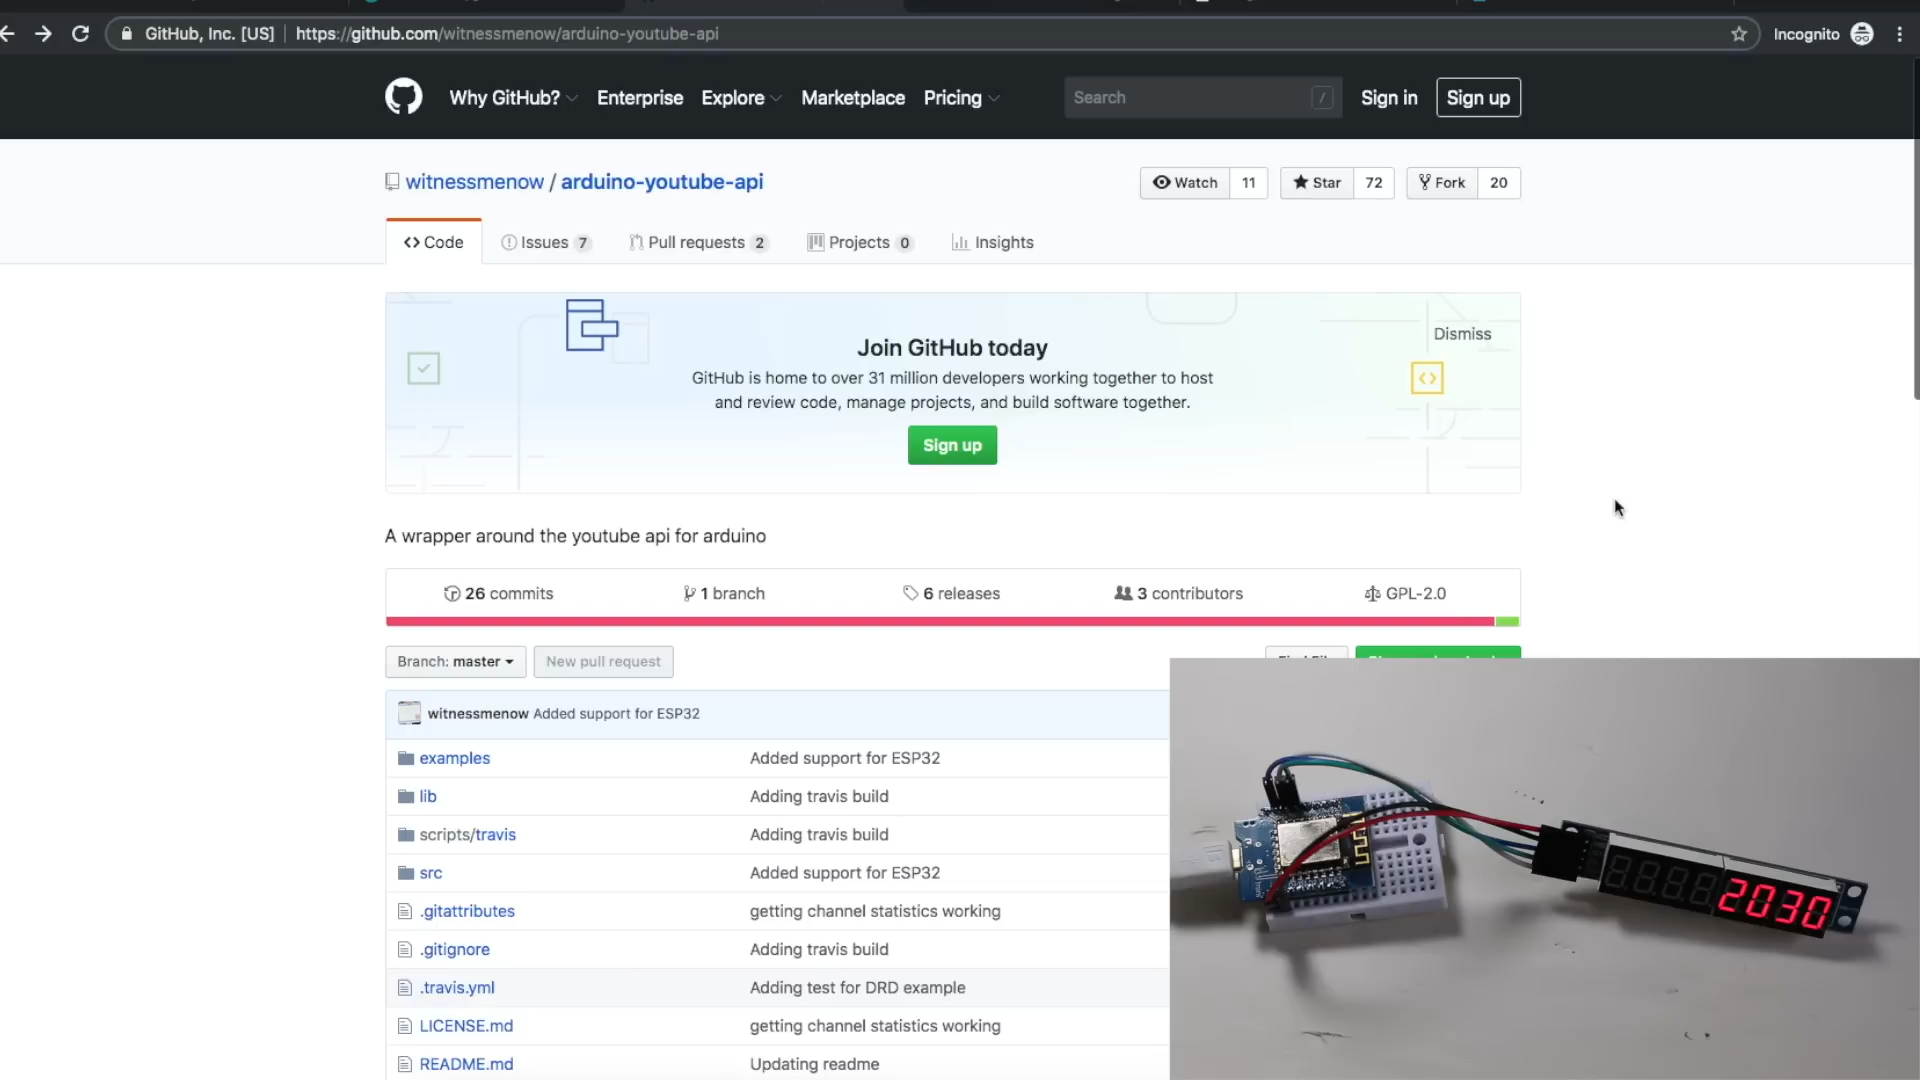 GitHub, Inc. [US] | https://github.com/witnessmenow/arduino-youtube-api
Incognito
Why GitHub? Enterprise Explore Marketplace Pricing
Search /
Sign in Sign up
witnessmenow / arduino-youtube-api
Watch 11 Star 72 Fork 20
Code Issues 7 Pull requests 2 Projects 0 Insights
Dismiss
Join GitHub today
GitHub is home to over 31 million developers working together to host
and review code, manage projects, and build software together.
Sign up
A wrapper around the youtube api for arduino
26 commits 1 branch 6 releases 3 contributors GPL-2.0
Branch: master New pull request
witnessmenow Added support for ESP32
examples Added support for ESP32
lib Adding travis build
scripts/travis Adding travis build
src Added support for ESP32
.gitattributes getting channel statistics working
.gitignore Adding travis build
.travis.yml Adding test for DRD example
LICENSE.md getting channel statistics working
README.md Updating readme
2030